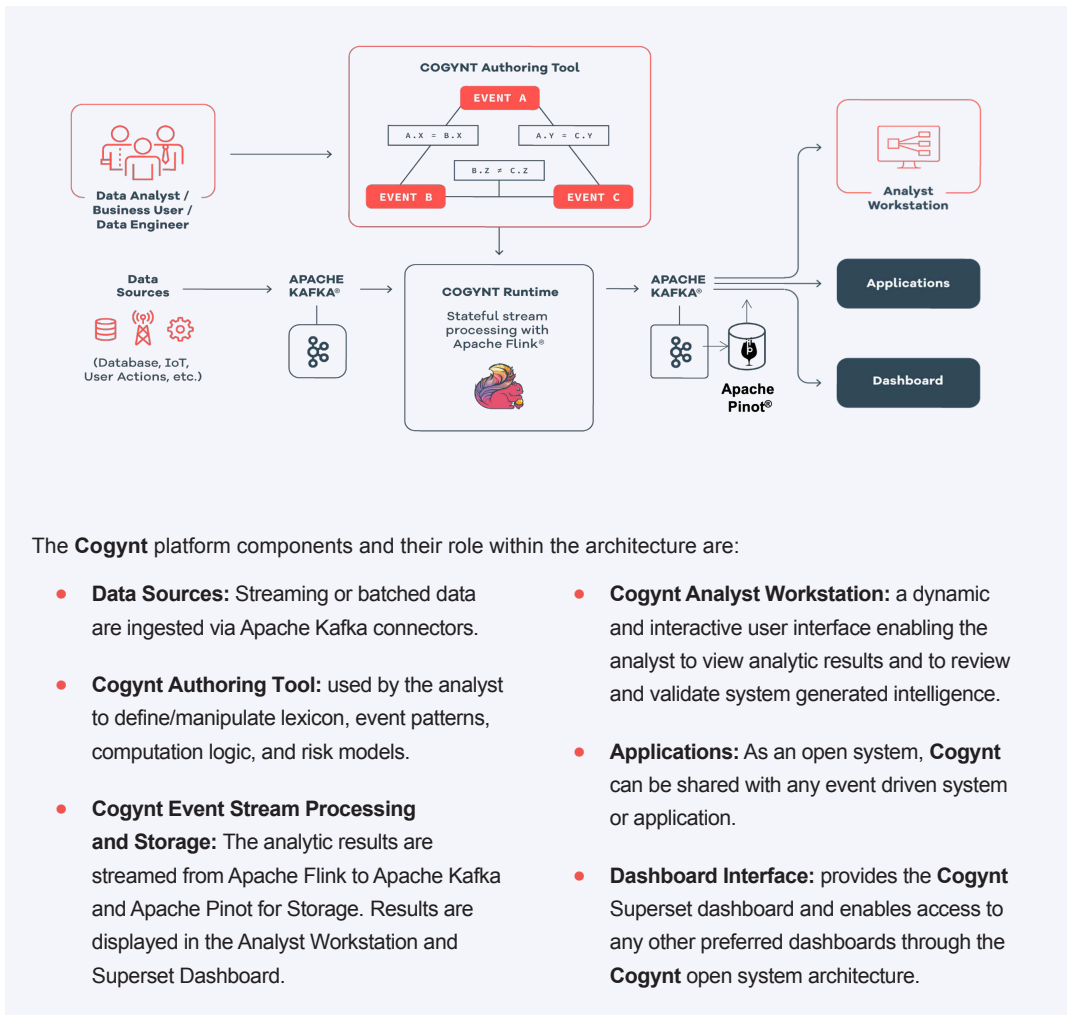 COGYNT Authoring Tool
EVENT A
A.X = B.X
A.Y = C.Y
B.Z ≠ C.Z
EVENT B
EVENT C
Data Analyst /
Business User /
Data Engineer
Analyst
Workstation
Data
Sources
(Database, IoT,
User Actions, etc.)
APACHE
KAFKA®
COGYNT Runtime
Stateful stream
processing with
Apache Flink®
APACHE
KAFKA®
P
Apache
Pinot®
Applications
Dashboard
The Cogynt platform components and their role within the architecture are:
• Data Sources: Streaming or batched data
are ingested via Apache Kafka connectors.
• Cogynt Authoring Tool: used by the analyst
to define/manipulate lexicon, event patterns,
computation logic, and risk models.
• Cogynt Event Stream Processing
and Storage: The analytic results are
streamed from Apache Flink to Apache Kafka
and Apache Pinot for Storage. Results are
displayed in the Analyst Workstation and
Superset Dashboard.
• Cogynt Analyst Workstation: a dynamic
and interactive user interface enabling the
analyst to view analytic results and to review
and validate system generated intelligence.
• Applications: As an open system, Cogynt
can be shared with any event driven system
or application.
• Dashboard Interface: provides the Cogynt
Superset dashboard and enables access to
any other preferred dashboards through the
Cogynt open system architecture.